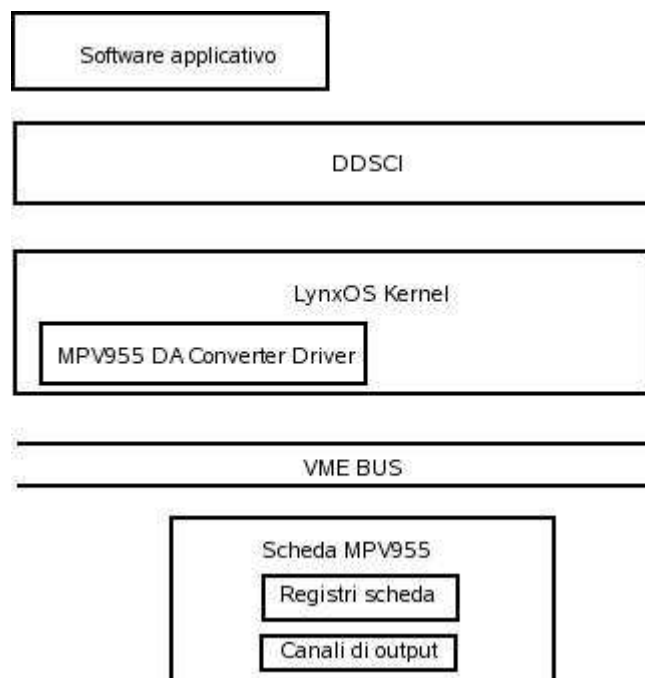 Software applicativo
DDSCI
LynxOS Kernel
MPV955 DA Converter Driver
VME BUS
Scheda MPV955
Registri scheda
Canali di output